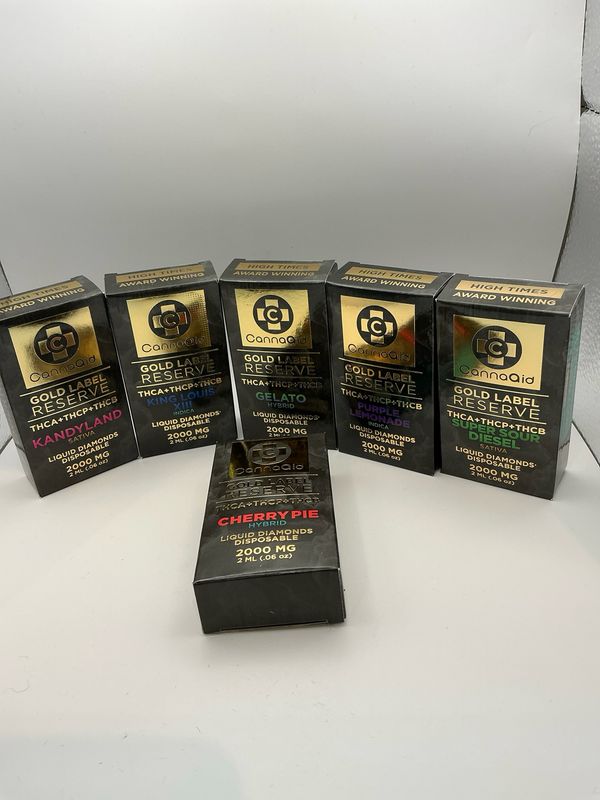 HIGH TIMES
AWARD WINNING
CannaAid
GOLD LABEL
RESERVE
THCA+THCP+THCB
KANDYLAND
SATIVA
LIQUID DIAMONDS
DISPOSABLE
2000 MG
2 ML (.06 oz)
HIGH TIMES
AWARD WINNING
CannaAid
GOLD LABEL
RESERVE
THCA+THCP+THCB
KING LOUIS
XIII
INDICA
LIQUID DIAMONDS
DISPOSABLE
2000 MG
2 ML (.06 oz)
HIGH TIMES
AWARD WINNING
CannaAid
GOLD LABEL
RESERVE
THCA+THCP+THCB
GELATO
HYBRID
LIQUID DIAMONDS
DISPOSABLE
2000 MG
HIGH TIMES
AWARD WINNING
CannaAid
GOLD LABEL
RESERVE
THCA+THCP+THCB
PURPLE
LEMONADE
INDICA
LIQUID DIAMONDS
DISPOSABLE
2000 MG
2 ML (.06 oz)
HIGH TIMES
AWARD WINNING
CannaAid
GOLD LABEL
RESERVE
THCA+THCP+THCB
SUPER SOUR
DIESEL
SATIVA
LIQUID DIAMONDS
DISPOSABLE
2000 MG
2 ML (.06 oz)
CannaAid
GOLD LABEL
RESERVE
THCA+THCP+THCB
CHERRY PIE
HYBRID
LIQUID DIAMONDS
DISPOSABLE
2000 MG
2 ML (.06 oz)